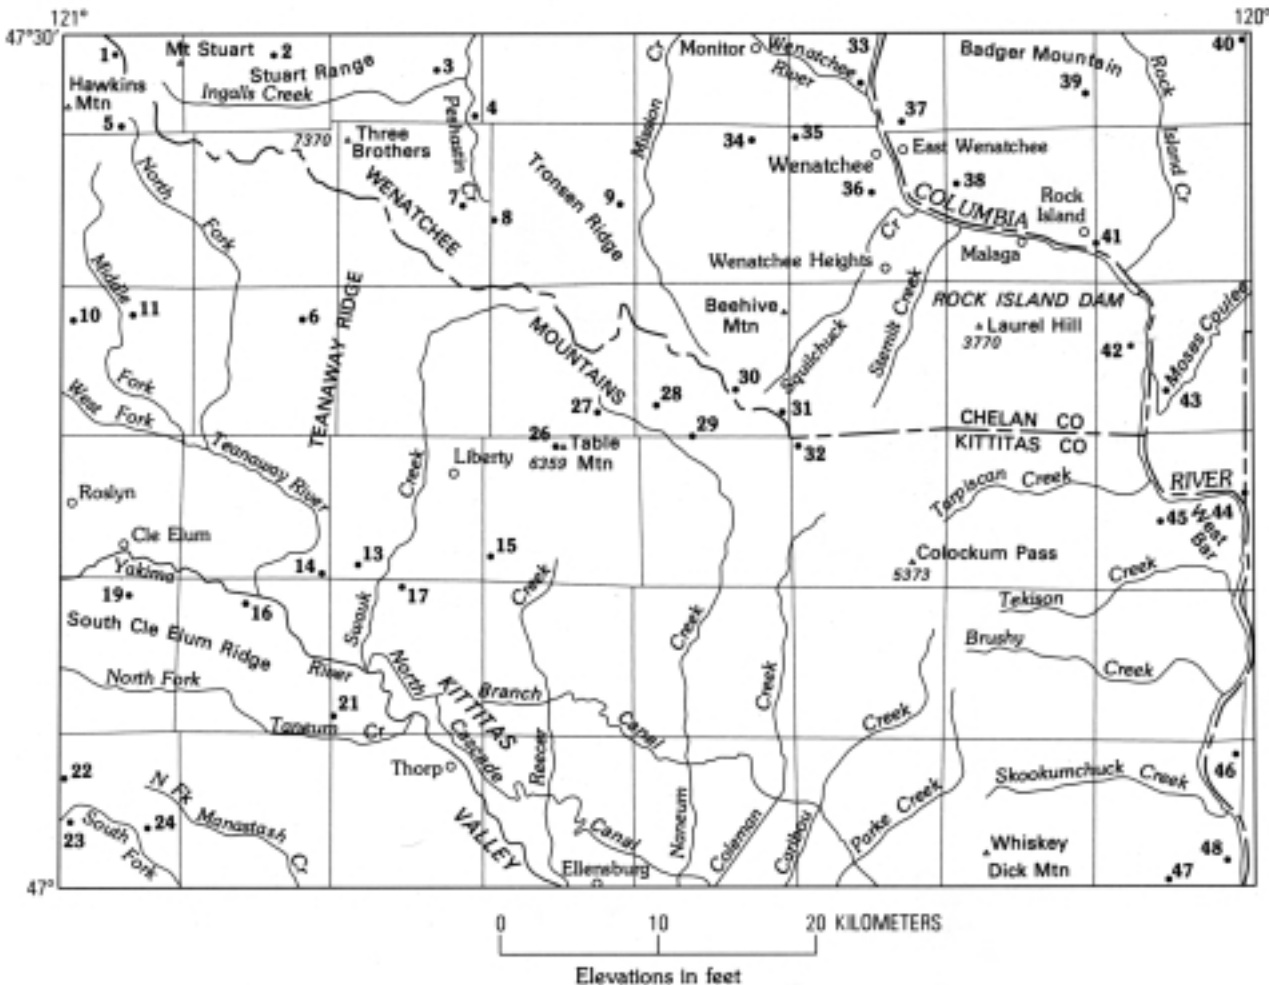 121°
120°
47°30'
1
Mt Stuart
2
Stuart Range
3
Ingalls Creek
Hawkins
Mtn
5
4
Peshastin
Cr
7370
Three
Brothers
North
Fork
WENATCHEE
7
8
Tronsen Ridge
9
Mission
Cr
Monitor
Wenatchee
River
33
Badger Mountain
39
40
Rock
Island Cr
37
34
35
Wenatchee
East Wenatchee
36
38
COLUMBIA
Rock
Island
41
Malaga
Cr
Wenatchee Heights
Middle
10
11
6
TEANAWAY RIDGE
MOUNTAINS
Beehive
Mtn
Squilchuck
Stemilt Creek
ROCK ISLAND DAM
Laurel Hill
3770
42
Moses Coulee
43
Fork
West
Fork
Teanaway River
30
31
28
27
29
26
Table
Mtn
6359
32
CHELAN CO
KITTITAS CO
Liberty
Creek
Tarpiscan Creek
RIVER
Roslyn
45
44
West
Bar
Cle Elum
Yakima
14
13
15
Colockum Pass
5373
Creek
Creek
Tekison
19
16
17
Swauk
South Cle Elum Ridge
Creek
Creek
Brushy
Creek
North Fork
River
North
KITTITAS
Branch
21
Taneum Cr
Cascade
Canal
Creek
Thorp
Reecer
22
N Fk
Manastash
Cr
23
South
Fork
24
VALLEY
Canal
Ellensburg
Naneum
Coleman
Caribou
Parke Creek
Skookumchuck Creek
46
Whiskey
Dick Mtn
48
47
47°
0 10 20 KILOMETERS
Elevations in feet